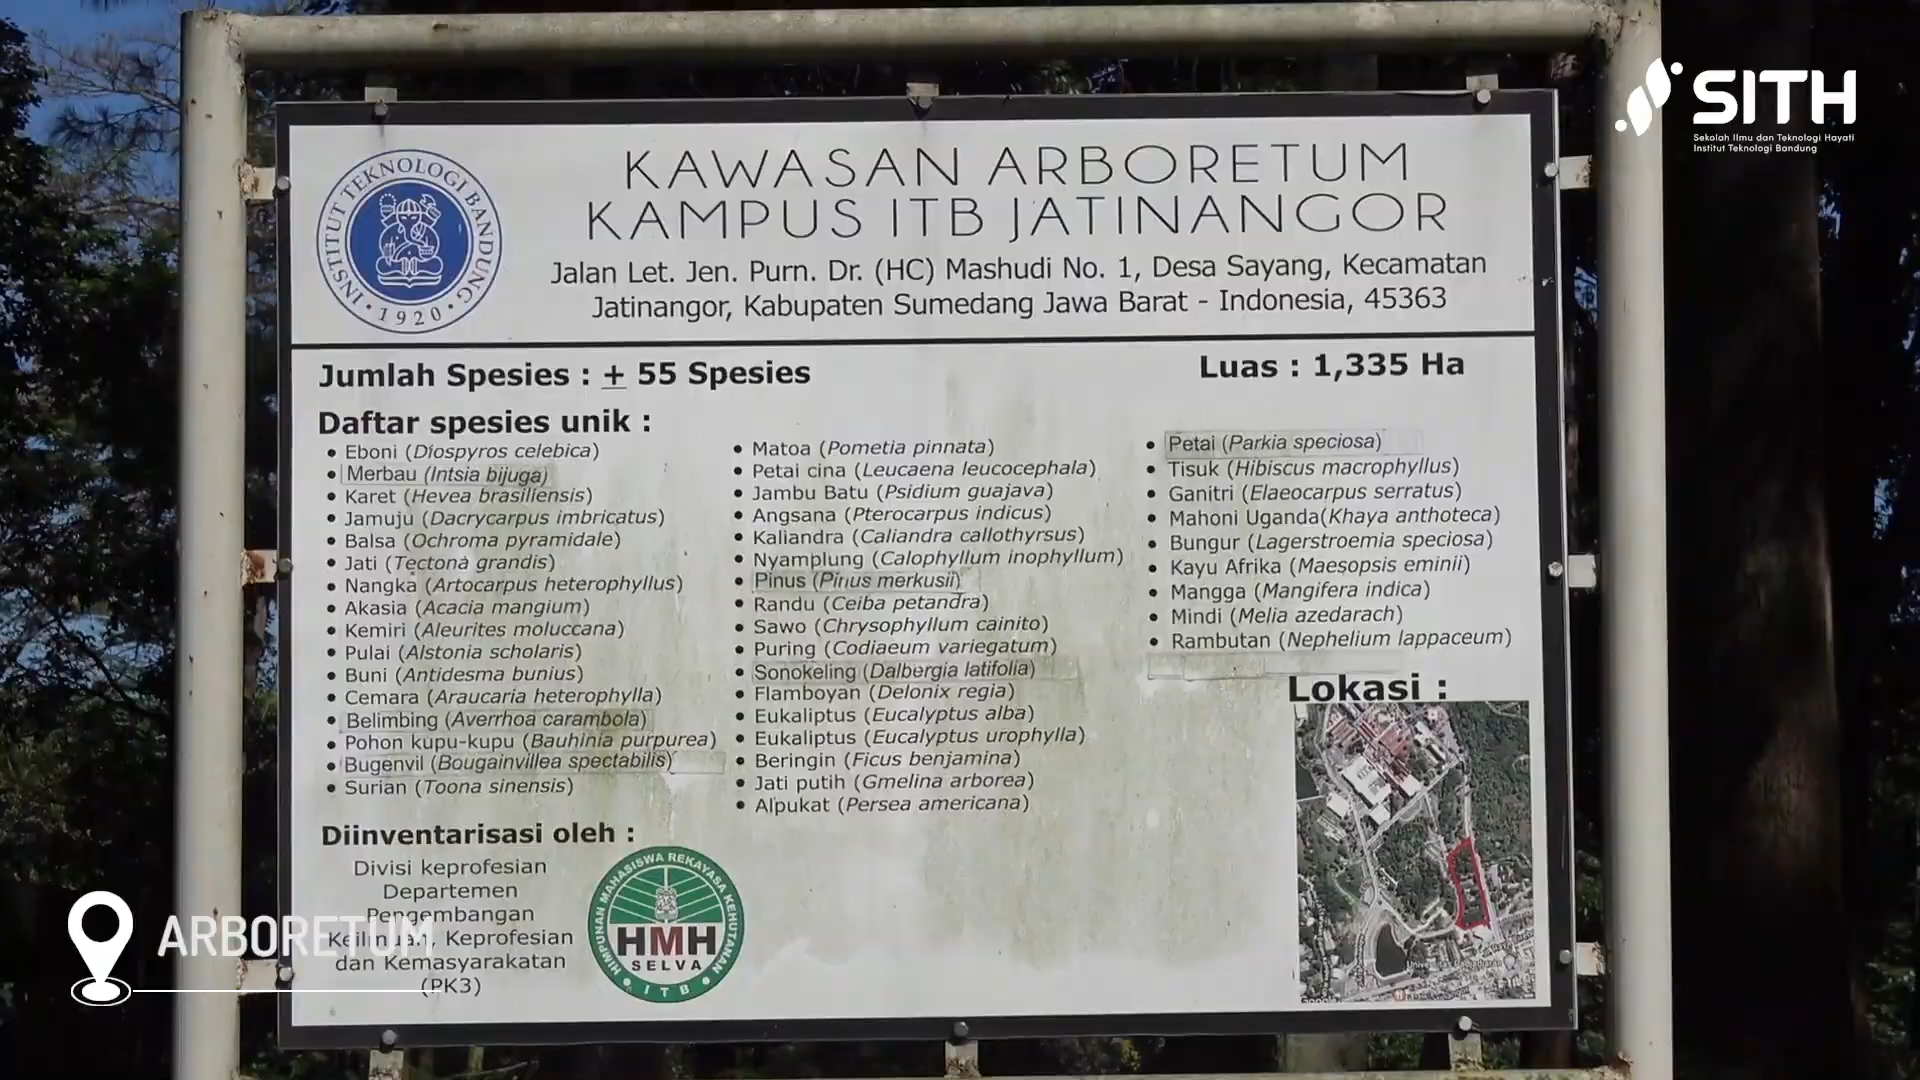 SITH
Sekolah Ilmu dan Teknologi Hayati
Institut Teknologi Bandung
INSTITUT TEKNOLOGI BANDUNG
1920
KAWASAN ARBORETUM
KAMPUS ITB JATINANGOR
Jalan Let. Jen. Purn. Dr. (HC) Mashudi No. 1, Desa Sayang, Kecamatan
Jatinangor, Kabupaten Sumedang Jawa Barat - Indonesia, 45363
Jumlah Spesies : ± 55 Spesies
Luas : 1,335 Ha
Daftar spesies unik :
• Eboni (Diospyros celebica)
• Merbau (Intsia bijuga)
• Karet (Hevea brasiliensis)
• Jamuju (Dacrycarpus imbricatus)
• Balsa (Ochroma pyramidale)
• Jati (Tectona grandis)
• Nangka (Artocarpus heterophyllus)
• Akasia (Acacia mangium)
• Kemiri (Aleurites moluccana)
• Pulai (Alstonia scholaris)
• Buni (Antidesma bunius)
• Cemara (Araucaria heterophylla)
• Belimbing (Averrhoa carambola)
• Pohon kupu-kupu (Bauhinia purpurea)
• Bugenvil (Bougainvillea spectabilis)
• Surian (Toona sinensis)
• Matoa (Pometia pinnata)
• Petai cina (Leucaena leucocephala)
• Jambu Batu (Psidium guajava)
• Angsana (Pterocarpus indicus)
• Kaliandra (Caliandra callothyrsus)
• Nyamplung (Calophyllum inophyllum)
• Pinus (Pinus merkusii)
• Randu (Ceiba petandra)
• Sawo (Chrysophyllum cainito)
• Puring (Codiaeum variegatum)
• Sonokeling (Dalbergia latifolia)
• Flamboyan (Delonix regia)
• Eukaliptus (Eucalyptus alba)
• Eukaliptus (Eucalyptus urophylla)
• Beringin (Ficus benjamina)
• Jati putih (Gmelina arborea)
• Alpukat (Persea americana)
• Petai (Parkia speciosa)
• Tisuk (Hibiscus macrophyllus)
• Ganitri (Elaeocarpus serratus)
• Mahoni Uganda(Khaya anthoteca)
• Bungur (Lagerstroemia speciosa)
• Kayu Afrika (Maesopsis eminii)
• Mangga (Mangifera indica)
• Mindi (Melia azedarach)
• Rambutan (Nephelium lappaceum)
Lokasi :
Diinventarisasi oleh :
Divisi keprofesian
Departemen
Pengembangan
Keilmuan, Keprofesian
dan Kemasyarakatan
(PK3)
HIMPUNAN MAHASISWA REKAYASA KEHUTANAN
HMH
SELVA
ITB
ARBORETUM